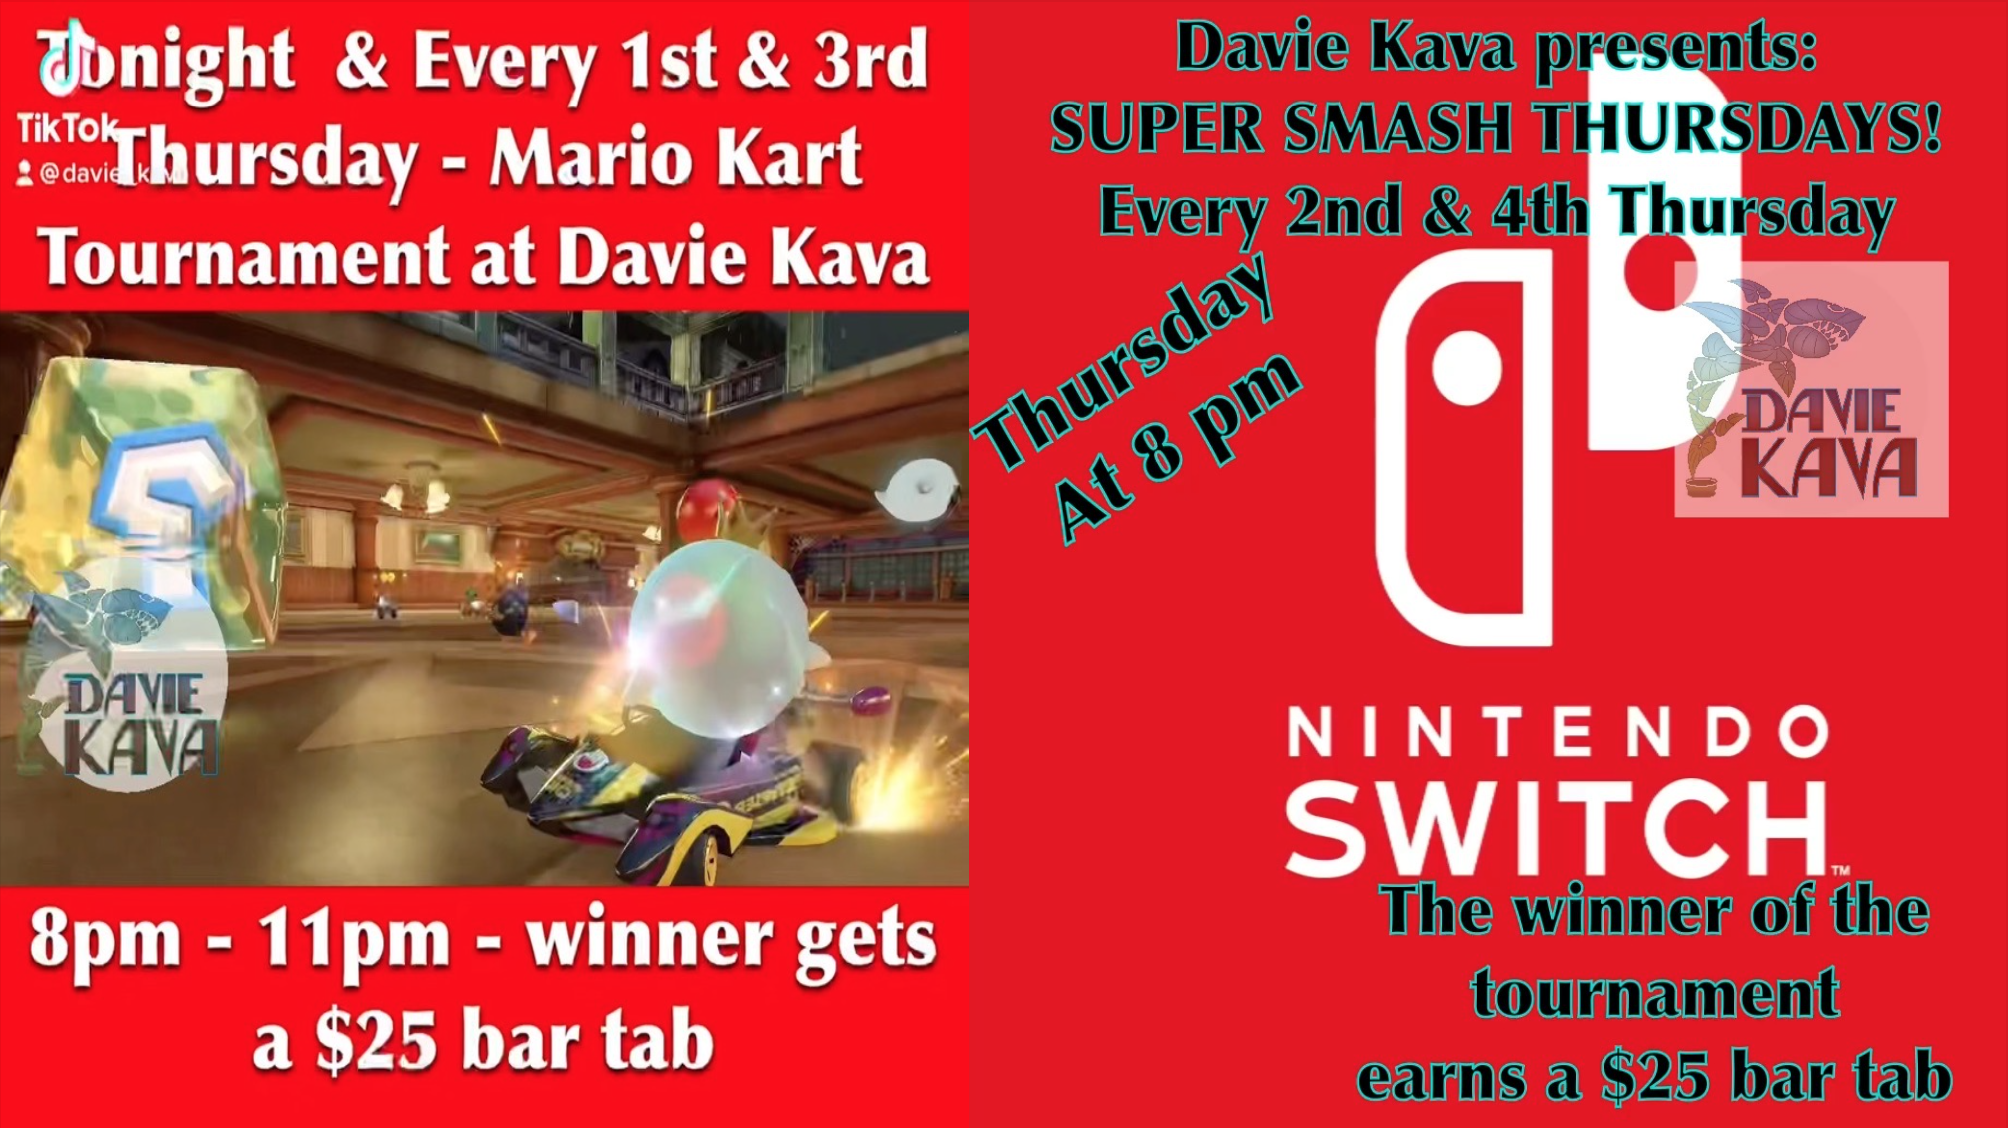 Tonight & Every 1st & 3rd
Thursday - Mario Kart
Tournament at Davie Kava
TikTok
DAVIE
KAVA
8pm - 11pm - winner gets
a $25 bar tab
Davie Kava presents:
SUPER SMASH THURSDAYS!
Every 2nd & 4th Thursday
Thursday
At 8 pm
DAVIE
KAVA
NINTENDO
SWITCH™
The winner of the
tournament
earns a $25 bar tab